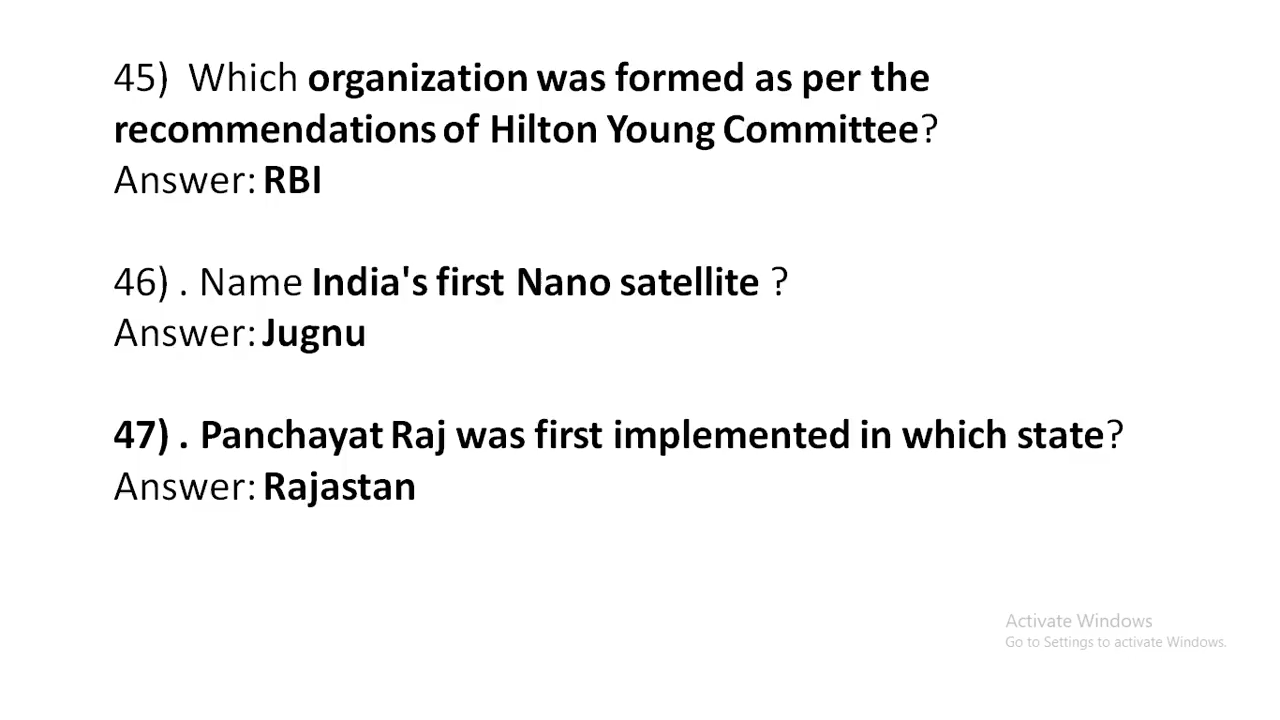 45)  Which organization was formed as per the
recommendations of Hilton Young Committee?
Answer: RBI
46) . Name India's first Nano satellite ?
Answer: Jugnu
47) . Panchayat Raj was first implemented in which state?
Answer: Rajastan
Activate Windows
Go to Settings to activate Windows.